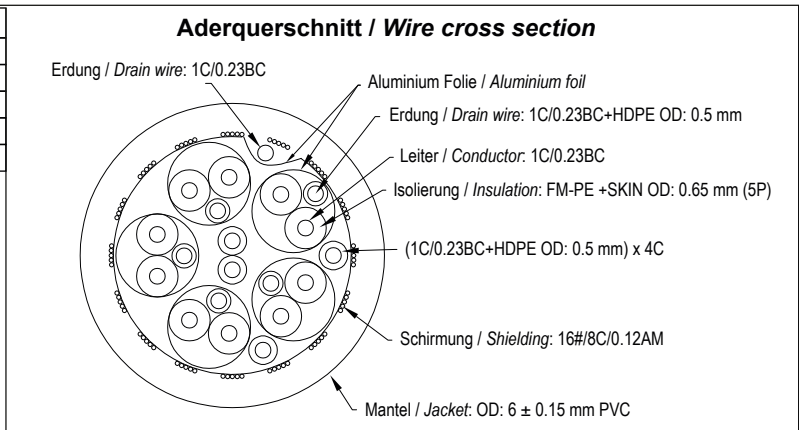 Aderquerschnitt / Wire cross section
Erdung / Drain wire: 1C/0.23BC
Aluminium Folie / Aluminium foil
Erdung / Drain wire: 1C/0.23BC+HDPE OD: 0.5 mm
Leiter / Conductor: 1C/0.23BC
Isolierung / Insulation: FM-PE +SKIN OD: 0.65 mm (5P)
(1C/0.23BC+HDPE OD: 0.5 mm) x 4C
Schirmung / Shielding: 16#/8C/0.12AM
Mantel / Jacket: OD: 6 ± 0.15 mm PVC